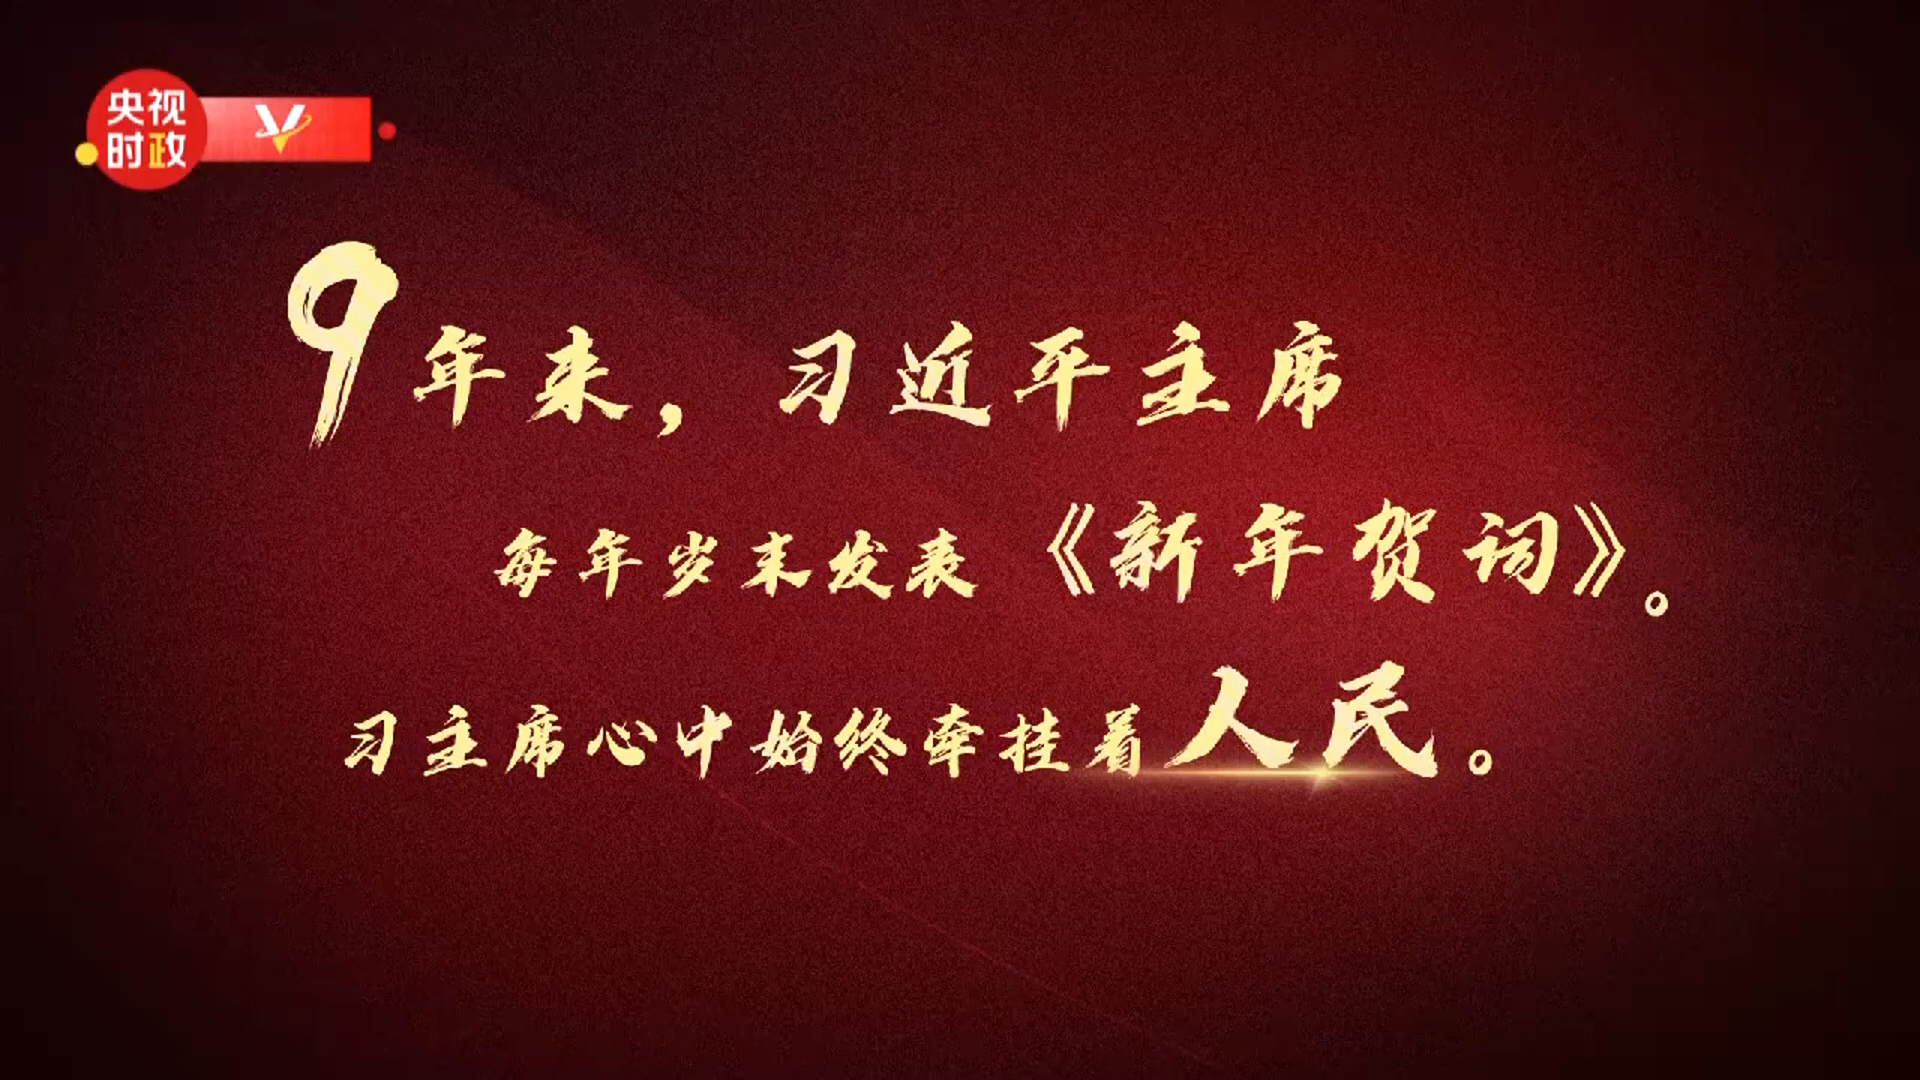 央视
时政
9年来，习近平主席
每年岁末发表《新年贺词》。
习主席心中始终牵挂着人民。